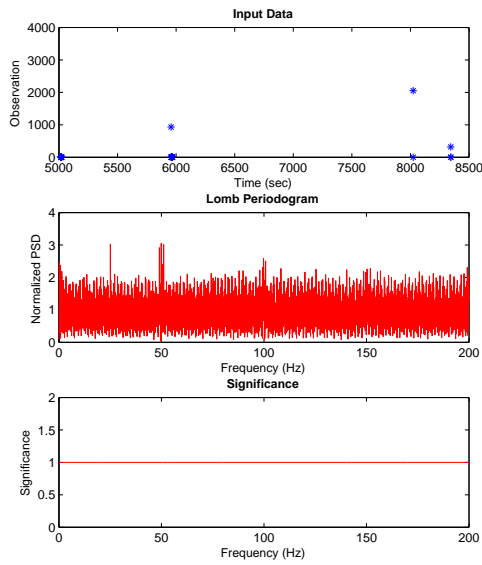 Input Data
4000
3000
2000
1000
0
Observation
5000 5500 6000 6500 7000 7500 8000 8500
Time (sec)
Lomb Periodogram
4
3
2
1
0
Normalized PSD
0 50 100 150 200
Frequency (Hz)
Significance
2
1.5
1
0.5
0
Significance
0 50 100 150 200
Frequency (Hz)